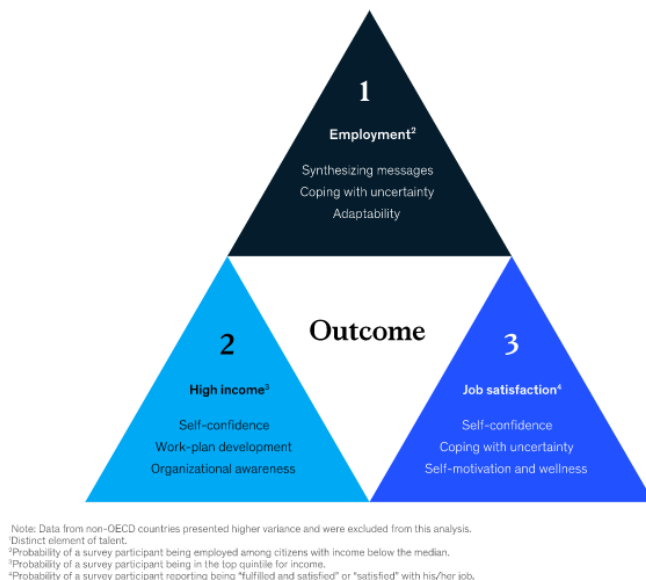 1
Employment²
Synthesizing messages
Coping with uncertainty
Adaptability
Outcome
2
High income³
Self-confidence
Work-plan development
Organizational awareness
3
Job satisfaction⁴
Self-confidence
Coping with uncertainty
Self-motivation and wellness
Note: Data from non-OECD countries presented higher variance and were excluded from this analysis.
¹Distinct element of talent.
²Probability of a survey participant being employed among citizens with income below the median.
³Probability of a survey participant being in the top quintile for income.
⁴Probability of a survey participant reporting being “fulfilled and satisfied” or “satisfied” with his/her job.